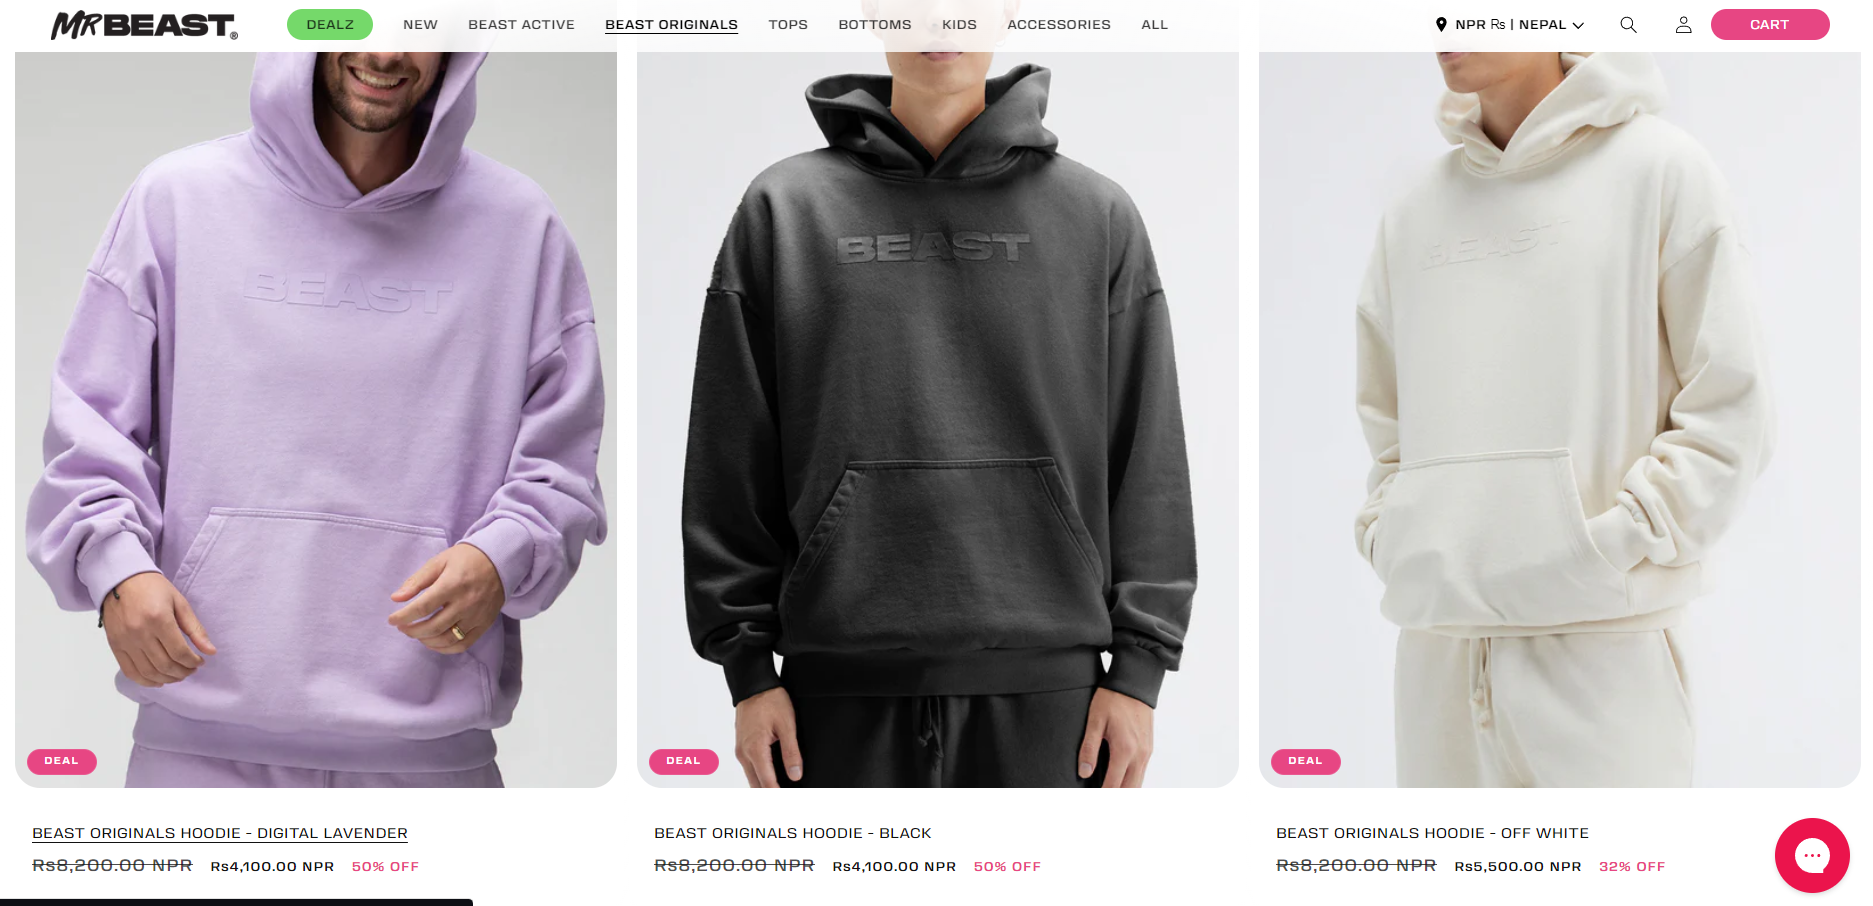 MRBEAST®
DEALZ NEW BEAST ACTIVE BEAST ORIGINALS TOPS BOTTOMS KIDS ACCESSORIES ALL NPR ₨ | NEPAL CART
BEAST
BEAST
BEAST
DEAL
DEAL
DEAL
BEAST ORIGINALS HOODIE - DIGITAL LAVENDER
Rs8,200.00 NPR Rs4,100.00 NPR 50% OFF
BEAST ORIGINALS HOODIE - BLACK
Rs8,200.00 NPR Rs4,100.00 NPR 50% OFF
BEAST ORIGINALS HOODIE - OFF WHITE
Rs8,200.00 NPR Rs5,500.00 NPR 32% OFF